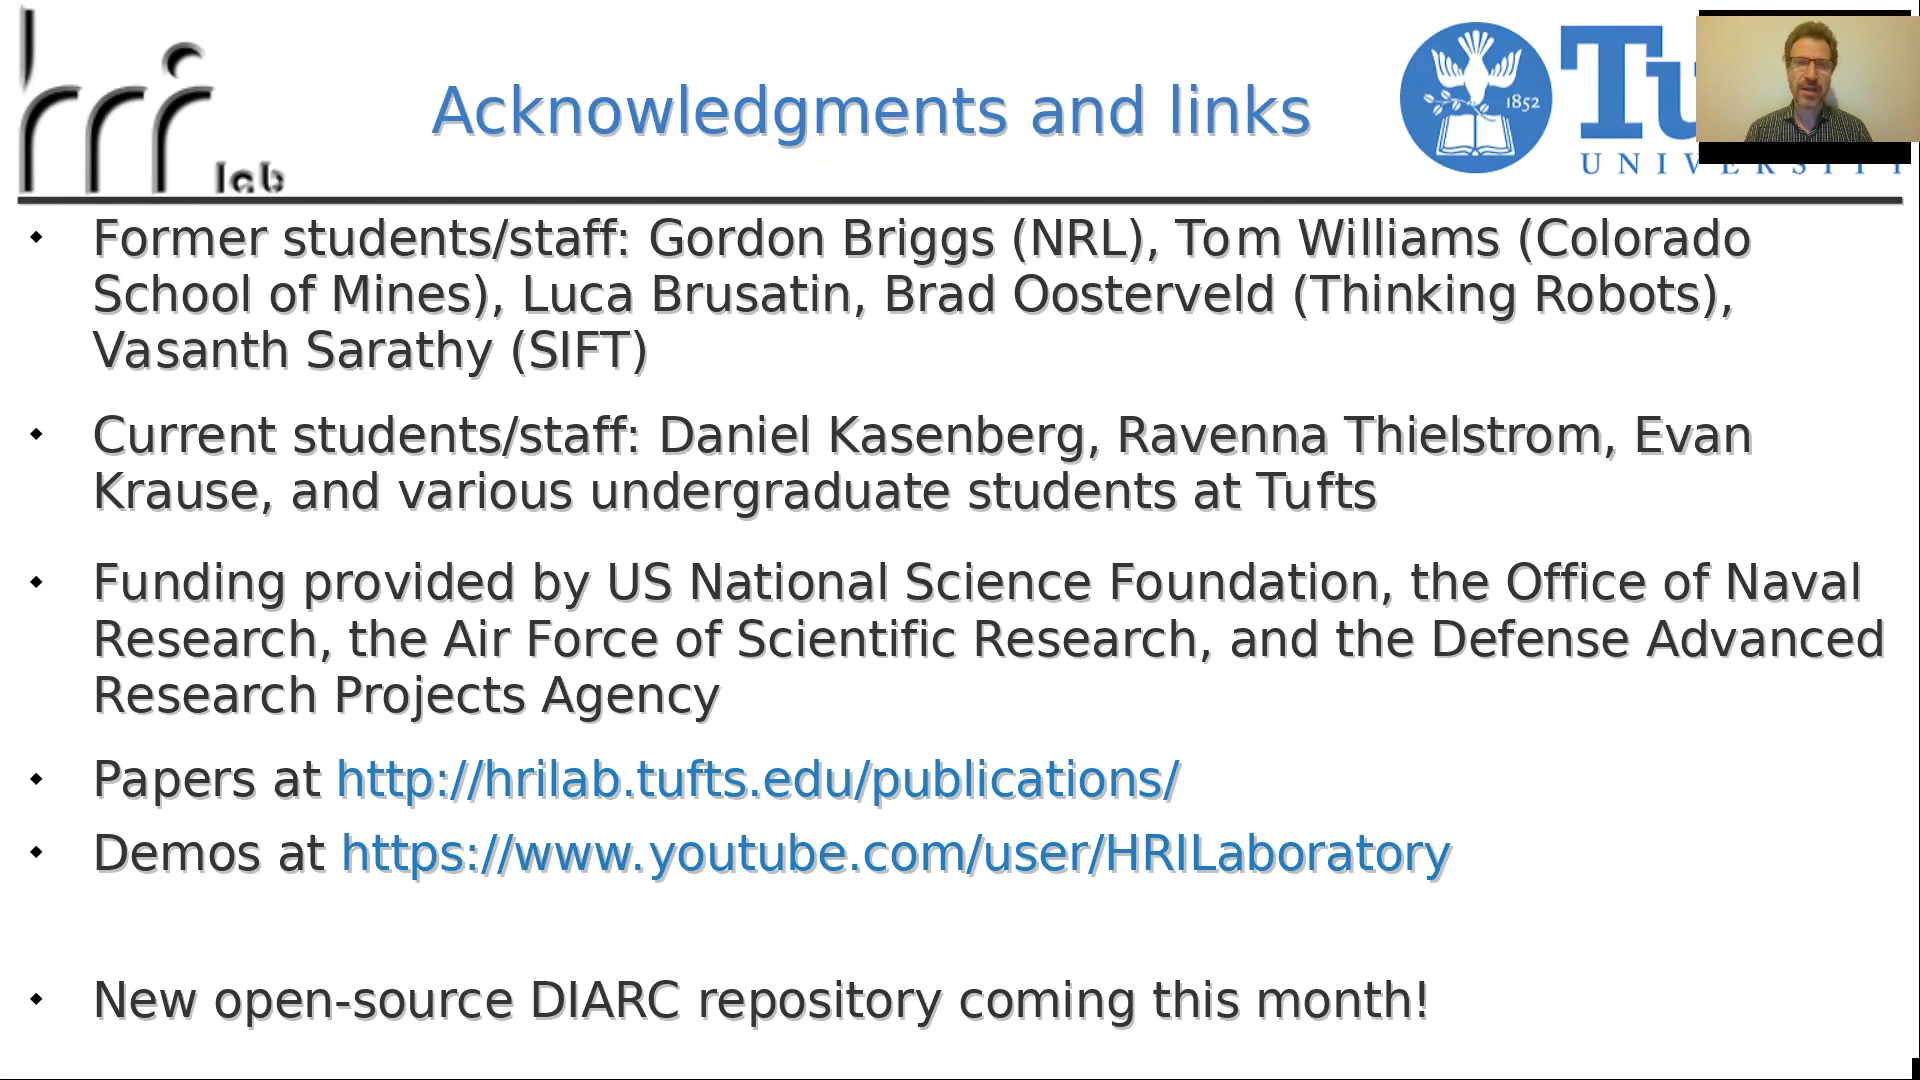 hri lab
Acknowledgments and links
1852
Tu
UNIVERSITY
Former students/staff: Gordon Briggs (NRL), Tom Williams (Colorado
School of Mines), Luca Brusatin, Brad Oosterveld (Thinking Robots),
Vasanth Sarathy (SIFT)
Current students/staff: Daniel Kasenberg, Ravenna Thielstrom, Evan
Krause, and various undergraduate students at Tufts
Funding provided by US National Science Foundation, the Office of Naval
Research, the Air Force of Scientific Research, and the Defense Advanced
Research Projects Agency
Papers at http://hrilab.tufts.edu/publications/
Demos at https://www.youtube.com/user/HRILaboratory
New open-source DIARC repository coming this month!